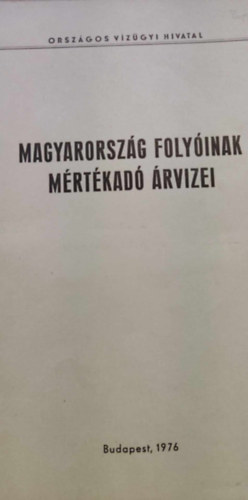 ORSZÁGOS VÍZÜGYI HIVATAL
MAGYARORSZÁG FOLYÓINAK
MÉRTÉKADÓ ÁRVIZEI
Budapest, 1976